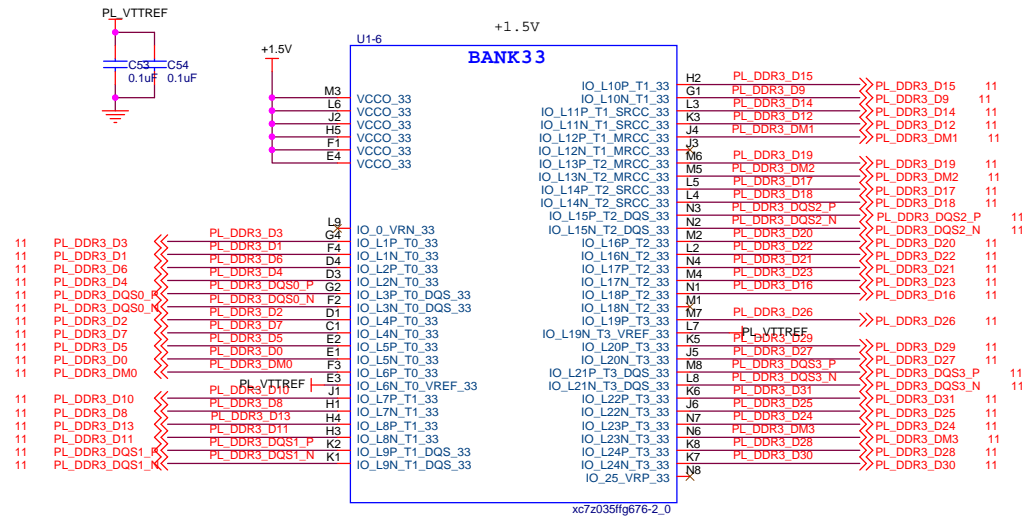 PL_VTTREF
C53
0.1uF
C54
0.1uF
+1.5V
+1.5V
U1-6
BANK33
M3 VCCO_33
L6 VCCO_33
J2 VCCO_33
H5 VCCO_33
F1 VCCO_33
E4 VCCO_33
L9 IO_0_VRN_33
11 PL_DDR3_D3 PL_DDR3_D3 G4 IO_L1P_T0_33
11 PL_DDR3_D1 PL_DDR3_D1 F4 IO_L1N_T0_33
11 PL_DDR3_D6 PL_DDR3_D6 D4 IO_L2P_T0_33
11 PL_DDR3_D4 PL_DDR3_D4 D3 IO_L2N_T0_33
11 PL_DDR3_DQS0_P PL_DDR3_DQS0_P G2 IO_L3P_T0_DQS_33
11 PL_DDR3_DQS0_N PL_DDR3_DQS0_N F2 IO_L3N_T0_DQS_33
11 PL_DDR3_D2 PL_DDR3_D2 D1 IO_L4P_T0_33
11 PL_DDR3_D7 PL_DDR3_D7 C1 IO_L4N_T0_33
11 PL_DDR3_D5 PL_DDR3_D5 E2 IO_L5P_T0_33
11 PL_DDR3_D0 PL_DDR3_D0 E1 IO_L5N_T0_33
11 PL_DDR3_DM0 PL_DDR3_DM0 F3 IO_L6P_T0_33
PL_VTTREF E3 IO_L6N_T0_VREF_33
11 PL_DDR3_D10 PL_DDR3_D10 J1 IO_L7P_T1_33
11 PL_DDR3_D8 PL_DDR3_D8 H1 IO_L7N_T1_33
11 PL_DDR3_D13 PL_DDR3_D13 H4 IO_L8P_T1_33
11 PL_DDR3_D11 PL_DDR3_D11 H3 IO_L8N_T1_33
11 PL_DDR3_DQS1_P PL_DDR3_DQS1_P K2 IO_L9P_T1_DQS_33
11 PL_DDR3_DQS1_N PL_DDR3_DQS1_N K1 IO_L9N_T1_DQS_33
IO_L10P_T1_33 H2 PL_DDR3_D15 PL_DDR3_D15 11
IO_L10N_T1_33 G1 PL_DDR3_D9 PL_DDR3_D9 11
IO_L11P_T1_SRCC_33 L3 PL_DDR3_D14 PL_DDR3_D14 11
IO_L11N_T1_SRCC_33 K3 PL_DDR3_D12 PL_DDR3_D12 11
IO_L12P_T1_MRCC_33 J4 PL_DDR3_DM1 PL_DDR3_DM1 11
IO_L12N_T1_MRCC_33 J3
IO_L13P_T2_MRCC_33 M6 PL_DDR3_D19 PL_DDR3_D19 11
IO_L13N_T2_MRCC_33 M5 PL_DDR3_DM2 PL_DDR3_DM2 11
IO_L14P_T2_SRCC_33 L5 PL_DDR3_D17 PL_DDR3_D17 11
IO_L14N_T2_SRCC_33 L4 PL_DDR3_D18 PL_DDR3_D18 11
IO_L15P_T2_DQS_33 N3 PL_DDR3_DQS2_P PL_DDR3_DQS2_P 11
IO_L15N_T2_DQS_33 N2 PL_DDR3_DQS2_N PL_DDR3_DQS2_N 11
IO_L16P_T2_33 M2 PL_DDR3_D20 PL_DDR3_D20 11
IO_L16N_T2_33 L2 PL_DDR3_D22 PL_DDR3_D22 11
IO_L17P_T2_33 N4 PL_DDR3_D21 PL_DDR3_D21 11
IO_L17N_T2_33 M4 PL_DDR3_D23 PL_DDR3_D23 11
IO_L18P_T2_33 N1 PL_DDR3_D16 PL_DDR3_D16 11
IO_L18N_T2_33 M1
IO_L19P_T3_33 M7 PL_DDR3_D26 PL_DDR3_D26 11
IO_L19N_T3_VREF_33 L7 PL_VTTREF
IO_L20P_T3_33 K5 PL_DDR3_D29 PL_DDR3_D29 11
IO_L20N_T3_33 J5 PL_DDR3_D27 PL_DDR3_D27 11
IO_L21P_T3_DQS_33 M8 PL_DDR3_DQS3_P PL_DDR3_DQS3_P 11
IO_L21N_T3_DQS_33 L8 PL_DDR3_DQS3_N PL_DDR3_DQS3_N 11
IO_L22P_T3_33 K6 PL_DDR3_D31 PL_DDR3_D31 11
IO_L22N_T3_33 J6 PL_DDR3_D25 PL_DDR3_D25 11
IO_L23P_T3_33 N7 PL_DDR3_D24 PL_DDR3_D24 11
IO_L23N_T3_33 N6 PL_DDR3_DM3 PL_DDR3_DM3 11
IO_L24P_T3_33 K8 PL_DDR3_D28 PL_DDR3_D28 11
IO_L24N_T3_33 K7 PL_DDR3_D30 PL_DDR3_D30 11
IO_25_VRP_33 N8
xc7z035ffg676-2_0